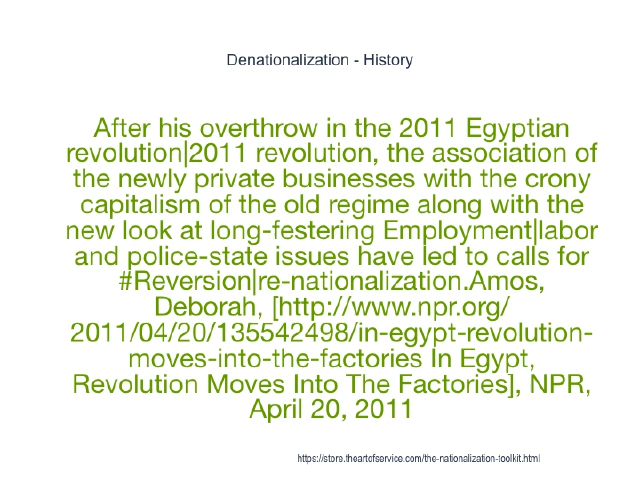 Denationalization - History
After his overthrow in the 2011 Egyptian
revolution|2011 revolution, the association of
the newly private businesses with the crony
capitalism of the old regime along with the
new look at long-festering Employment|labor
and police-state issues have led to calls for
#Reversion|re-nationalization.Amos,
Deborah, [http://www.npr.org/
2011/04/20/135542498/in-egypt-revolution-
moves-into-the-factories In Egypt,
Revolution Moves Into The Factories], NPR,
April 20, 2011
https://store.theartofservice.com/the-nationalization-toolkit.html